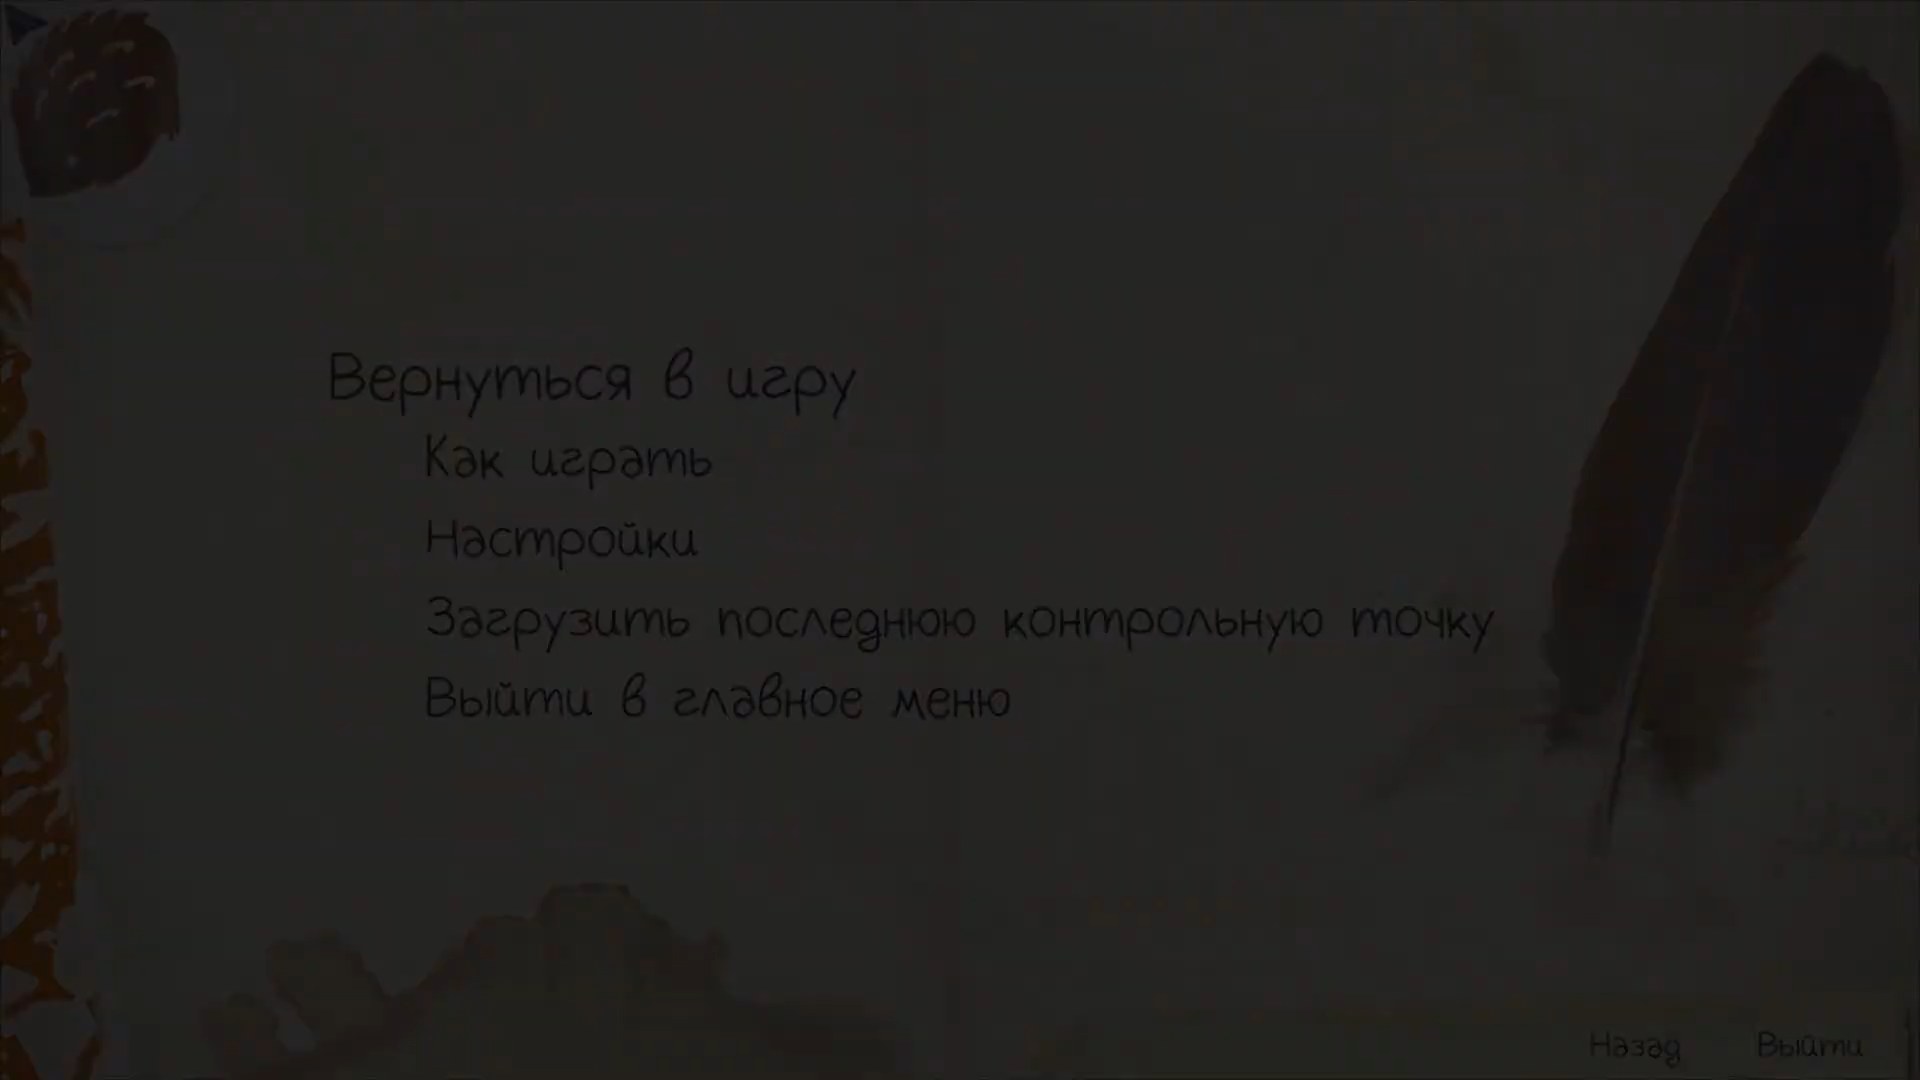 Вернуться в игру
Как играть
Настройки
Загрузить последнюю контрольную точку
Выйти в главное меню
Назад Выйти